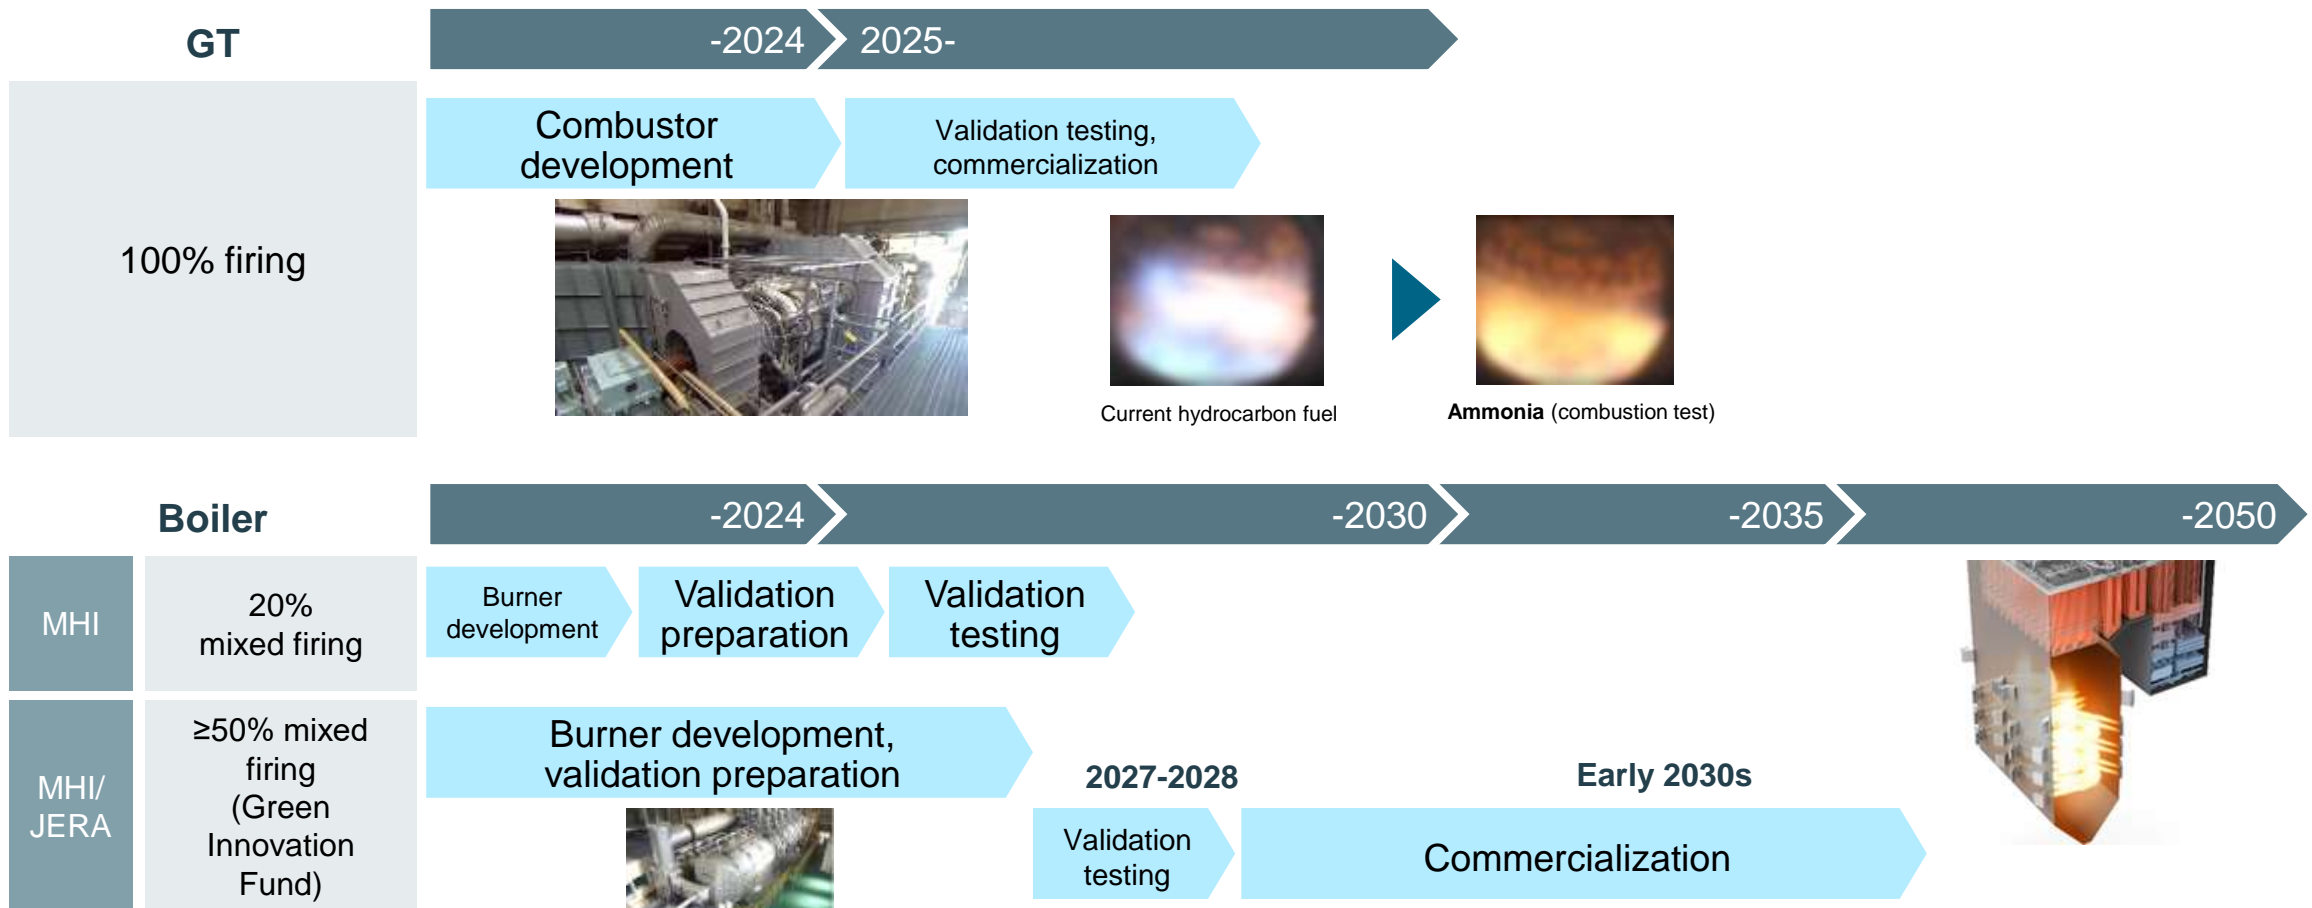 GT
-2024
2025-
100% firing
Combustor
development
Validation testing,
commercialization
Current hydrocarbon fuel
Ammonia (combustion test)
Boiler
-2024
-2030
-2035
-2050
MHI
20%
mixed firing
Burner
development
Validation
preparation
Validation
testing
MHI/
JERA
≥50% mixed
firing
(Green
Innovation
Fund)
Burner development,
validation preparation
2027-2028
Validation
testing
Early 2030s
Commercialization